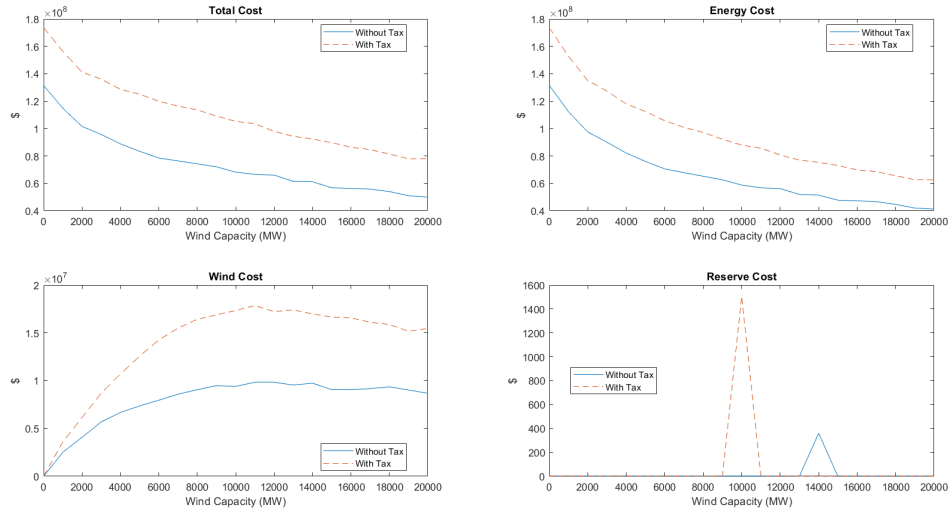 Total Cost
×10^8
1.8
1.6
1.4
1.2
1
0.8
0.6
0.4
$
0 2000 4000 6000 8000 10000 12000 14000 16000 18000 20000
Wind Capacity (MW)
Without Tax
With Tax
Energy Cost
×10^8
1.8
1.6
1.4
1.2
1
0.8
0.6
0.4
$
0 2000 4000 6000 8000 10000 12000 14000 16000 18000 20000
Wind Capacity (MW)
Without Tax
With Tax
Wind Cost
×10^7
2
1.5
1
0.5
0
$
0 2000 4000 6000 8000 10000 12000 14000 16000 18000 20000
Wind Capacity (MW)
Without Tax
With Tax
Reserve Cost
1600
1400
1200
1000
800
600
400
200
0
$
0 2000 4000 6000 8000 10000 12000 14000 16000 18000 20000
Wind Capacity (MW)
Without Tax
With Tax